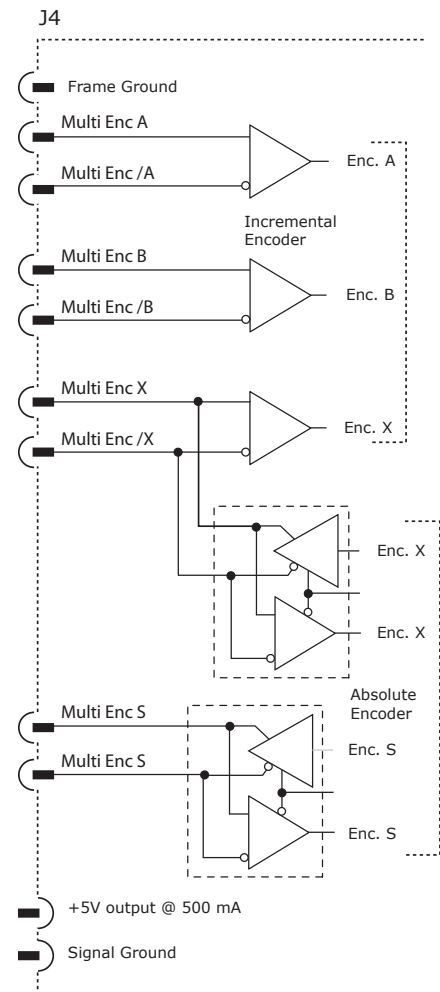 J4
Frame Ground
Multi Enc A
Multi Enc /A
Enc. A
Incremental
Encoder
Multi Enc B
Enc. B
Multi Enc /B
Multi Enc X
Enc. X
Multi Enc /X
Enc. X
Enc. X
Absolute
Encoder
Multi Enc S
Enc. S
Multi Enc S
Enc. S
+5V output @ 500 mA
Signal Ground